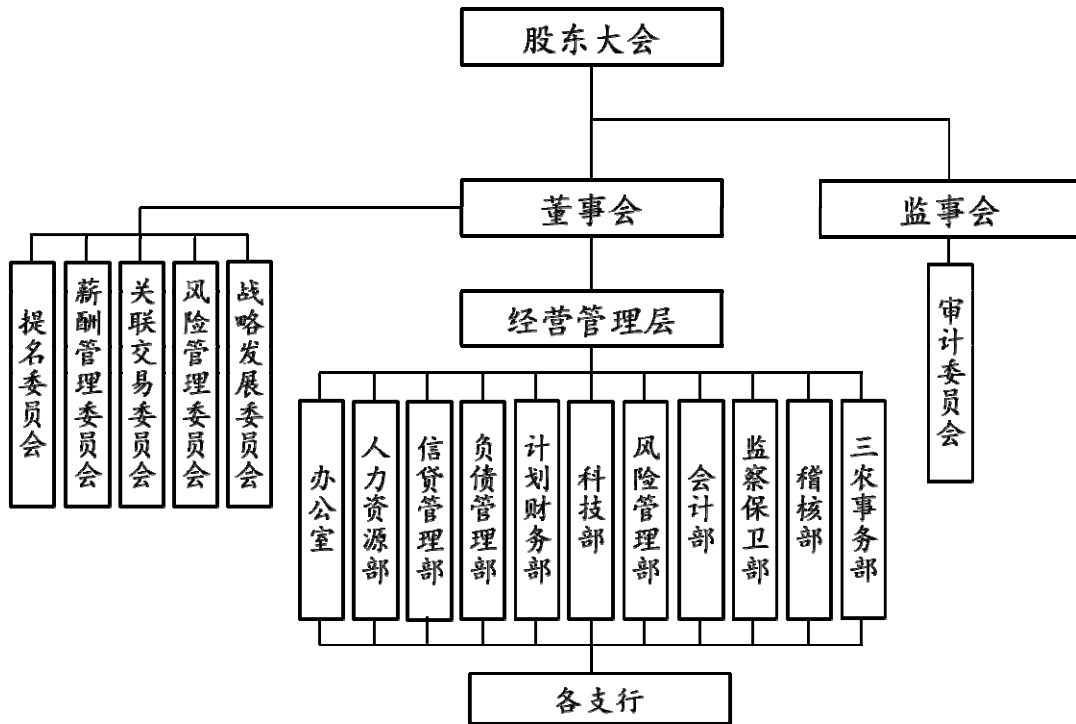 股东大会
董事会
监事会
提名委员会
薪酬管理委员会
关联交易委员会
风险管理委员会
战略发展委员会
审计委员会
经营管理层
办公室
人力资源部
信贷管理部
负债管理部
计划财务部
科技部
风险管理部
会计部
监察保卫部
稽核部
三农事务部
各支行